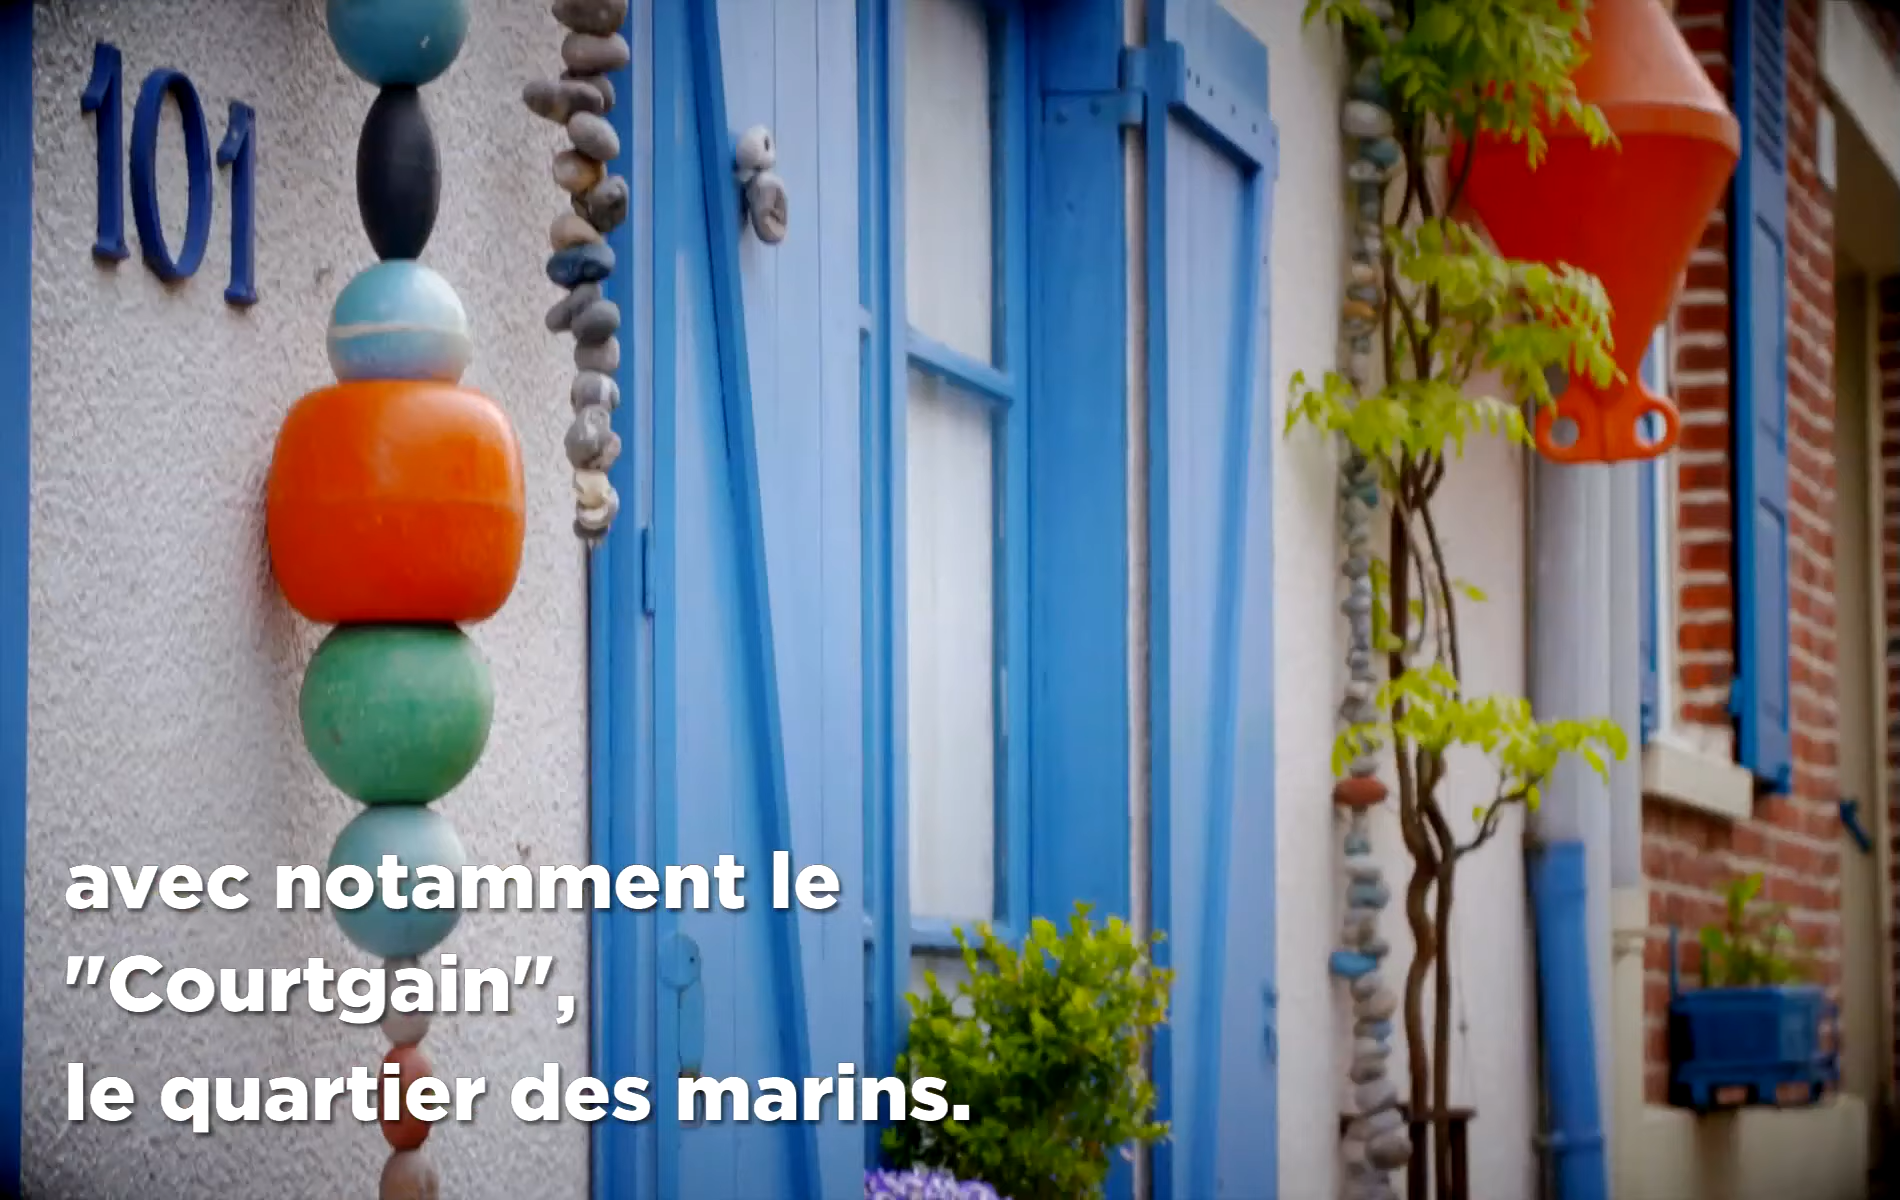 101
avec notamment le
"Courtgain",
le quartier des marins.